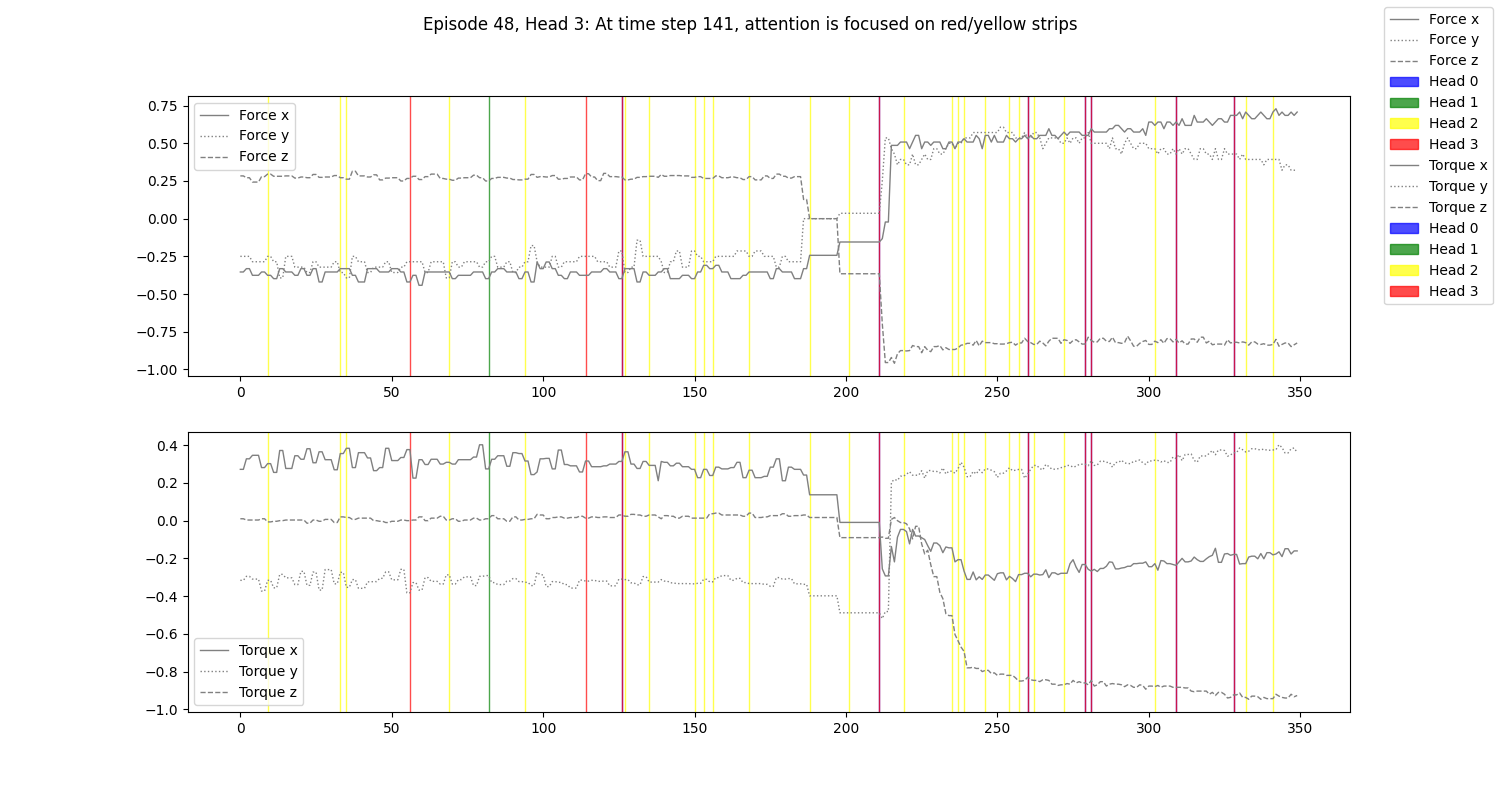 Episode 48, Head 3: At time step 141, attention is focused on red/yellow strips
Force x
Force y
Force z
Head 0
Head 1
Head 2
Head 3
Torque x
Torque y
Torque z
Head 0
Head 1
Head 2
Head 3
0.75
0.50
0.25
0.00
−0.25
−0.50
−0.75
−1.00
Force x
Force y
Force z
0 50 100 150 200 250 300 350
0.4
0.2
0.0
−0.2
−0.4
−0.6
−0.8
−1.0
Torque x
Torque y
Torque z
0 50 100 150 200 250 300 350